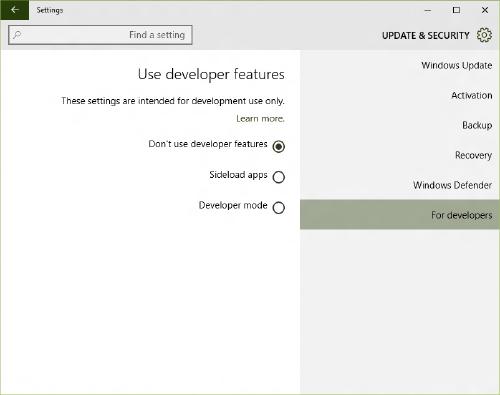 Settings
Find a setting
UPDATE & SECURITY
Windows Update
Activation
Backup
Recovery
Windows Defender
For developers
Use developer features
These settings are intended for development use only.
Learn more.
Don't use developer features
Sideload apps
Developer mode